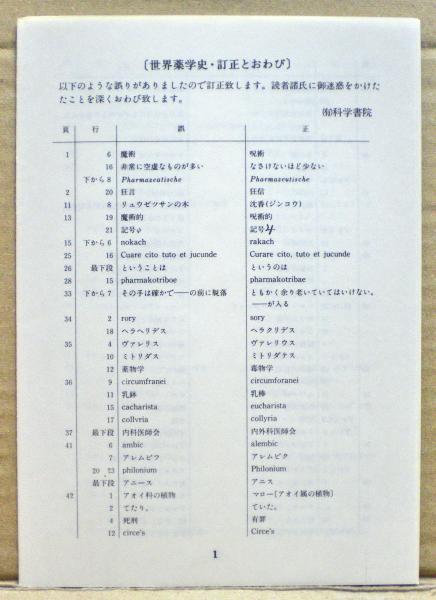 〔世界薬学史・訂正とおわび〕
以下のような誤りがありましたので訂正致します。読者諸氏に御迷惑をかけた
たことを深くおわび致します。
㈲科学書院
頁 行 誤 正
1 6 魔術 呪術
16 非常に空虚なものが多い なさけないほど少ない
下から8 Pharmazeatische Pharmazeutische
2 20 狂言 狂信
11 8 リュウゼツサンの木 沈香(ジンコウ)
13 19 魔術的 呪術的
21 記号 記号♃
15 下から6 nokach rakach
25 16 Cuare cito tuto et jucunde Curare cito, tuto et jucunde
26 最下段 ということは というのは
28 15 pharmakotriboe pharmakotribae
33 下から7 その手は確かで――の前に脱落 ともかく余り老いていてはいけない。
――が入る
34 2 rory sory
18 ヘラヘリデス ヘラクリデス
35 4 ヴァレリス ヴァレリウス
10 ミトリダス ミトリダテス
12 薬物学 毒物学
36 9 circumfranei circumforanei
11 乳鉢 乳棒
15 cacharista eucharista
17 collvria collyria
37 最下段 内科医師会 内外科医師会
41 6 ambic alembic
7 アレムビフ アレムビク
20、23 philonium Philonium
最下段 アニース アニス
42 1 アオイ科の植物 マロー〔アオイ属の植物〕
2 てたり。 ていた。
4 死刑 有罪
12 circe's Circe's
1